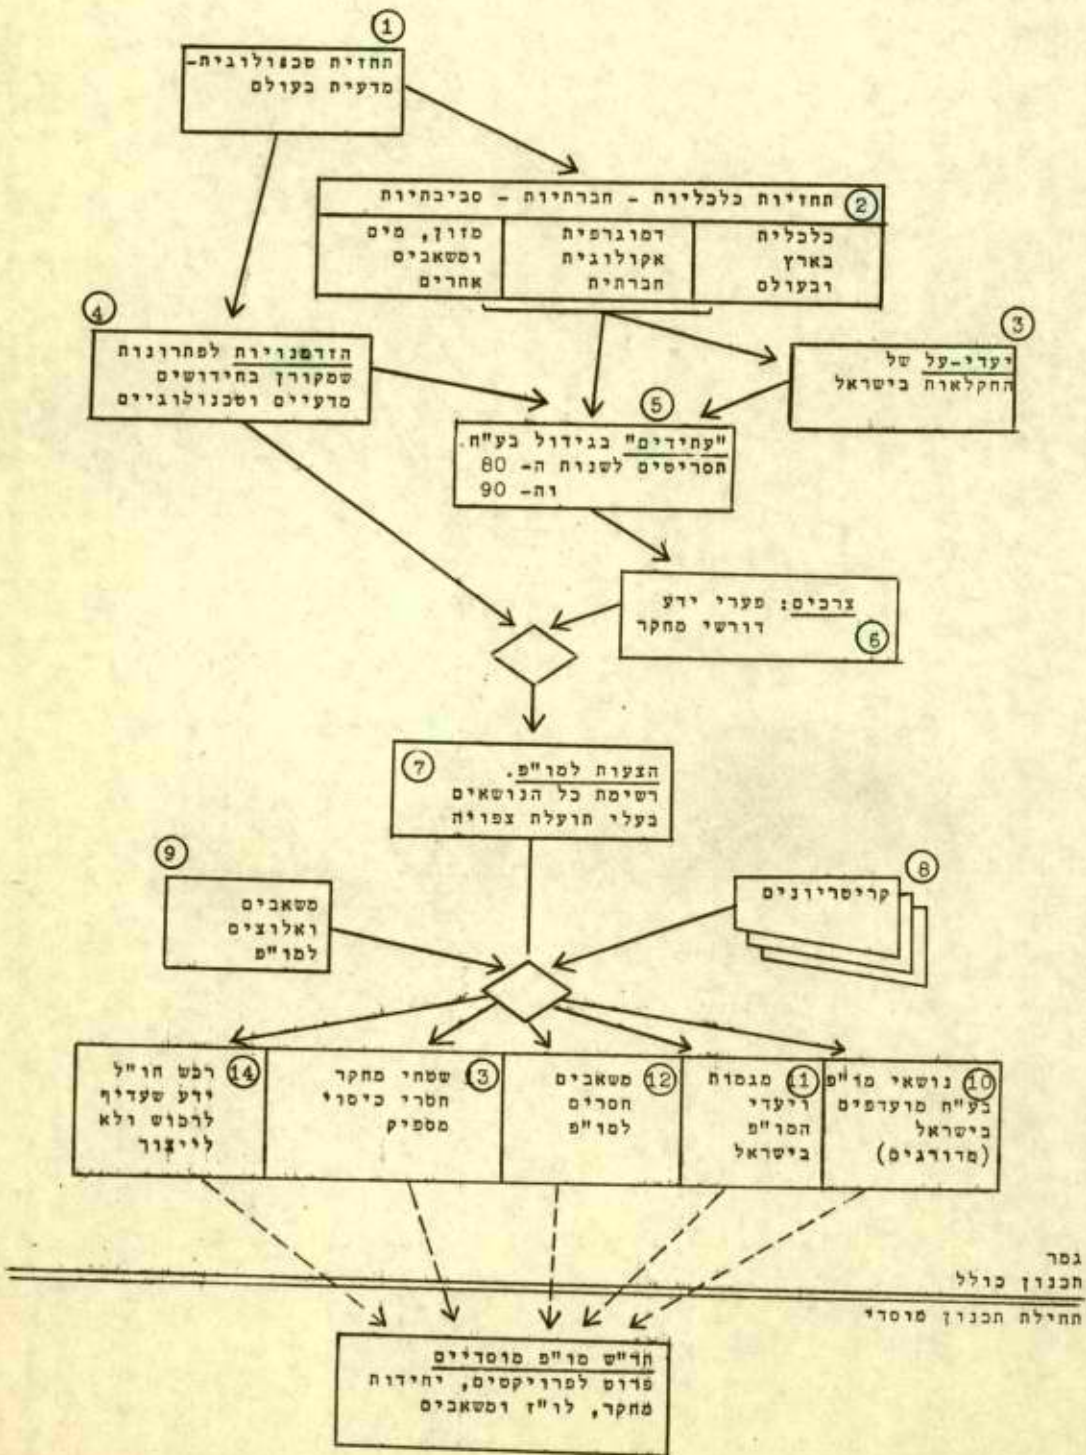 1
תחזית טכנולוגית-
מדעית בעולם
תחזיות כלכליות - חברתיות - סביבתיות 2
כלכלית
בארץ
ובעולם
דמוגרפית
אקולוגית
חברתית
מזון, מים
ומשאבים
אחרים
3
יעדי-על של
החקלאות בישראל
4
הזדמנויות לפתרונות
שמקורן בחידושים
מדעיים וטכנולוגיים
5
"עתידים" בגידול בע"ח.
תסריטים לשנות ה- 80
וה- 90
צרכים: פערי ידע
דורשי מחקר
6
7
הצעות למו"פ.
רשימת כל הנושאים
בעלי תועלת צפויה
8
קריטריונים
9
משאבים
ואלוצים
למו"פ
10 נושאי מו"פ
בע"ח מועדפים
בישראל
(מדורגים)
11 מגמות
ויעדי
המו"פ
בישראל
12 משאבים
חסרים
למו"פ
13 שטחי מחקר
חסרי כיסוי
מספיק
14 רכש חו"ל
ידע שעדיף
לרכוש ולא
לייצור
גמר
תכנון כולל
תחילת תכנון מוסדי
תר"ש מו"פ מוסדיים
פרוט לפרויקטים, יחידות
מחקר, לו"ז ומשאבים